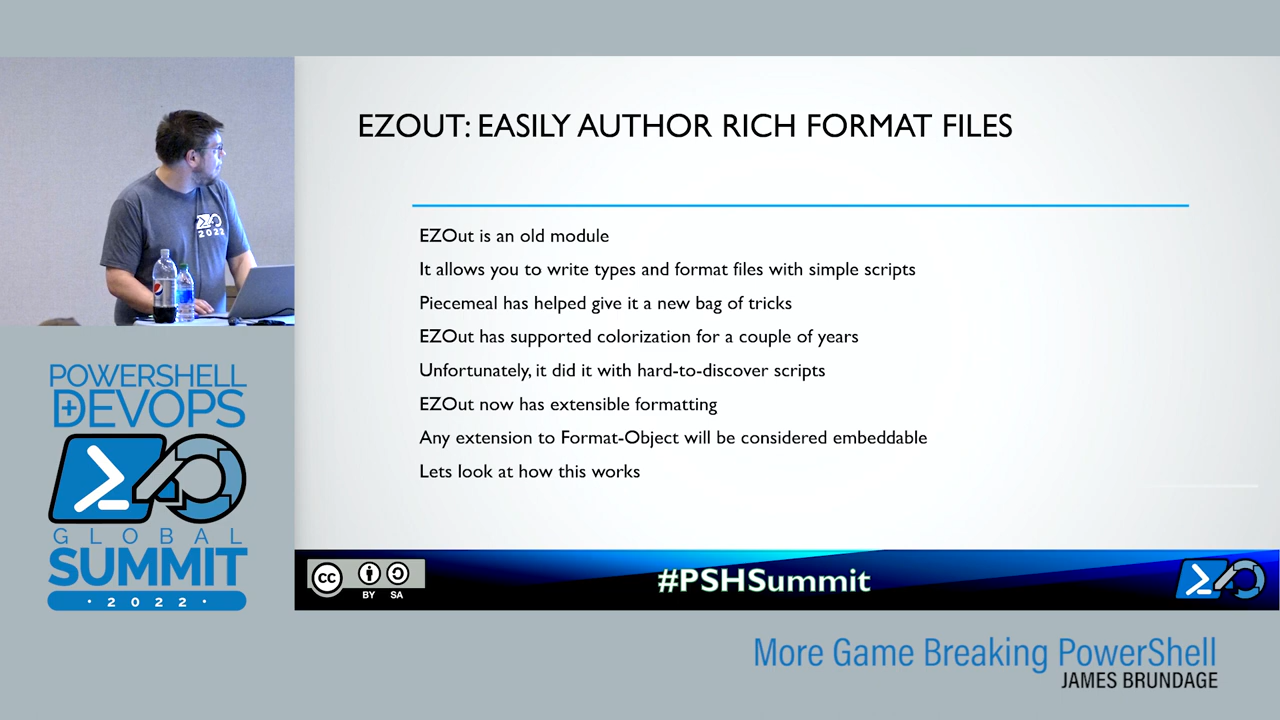 EZOUT: EASILY AUTHOR RICH FORMAT FILES
EZOut is an old module
It allows you to write types and format files with simple scripts
Piecemeal has helped give it a new bag of tricks
EZOut has supported colorization for a couple of years
Unfortunately, it did it with hard-to-discover scripts
EZOut now has extensible formatting
Any extension to Format-Object will be considered embeddable
Lets look at how this works
2022
POWERSHELL
+DEVOPS
GLOBAL
SUMMIT
· 2022 ·
CC
BY SA
#PSHSummit
More Game Breaking PowerShell
JAMES BRUNDAGE